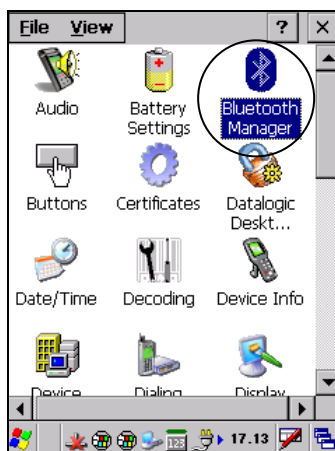 File View ? ×
Audio Battery Settings Bluetooth Manager
Buttons Certificates Datalogic Deskt...
Date/Time Decoding Device Info
Device Dialing Display
123 17.13